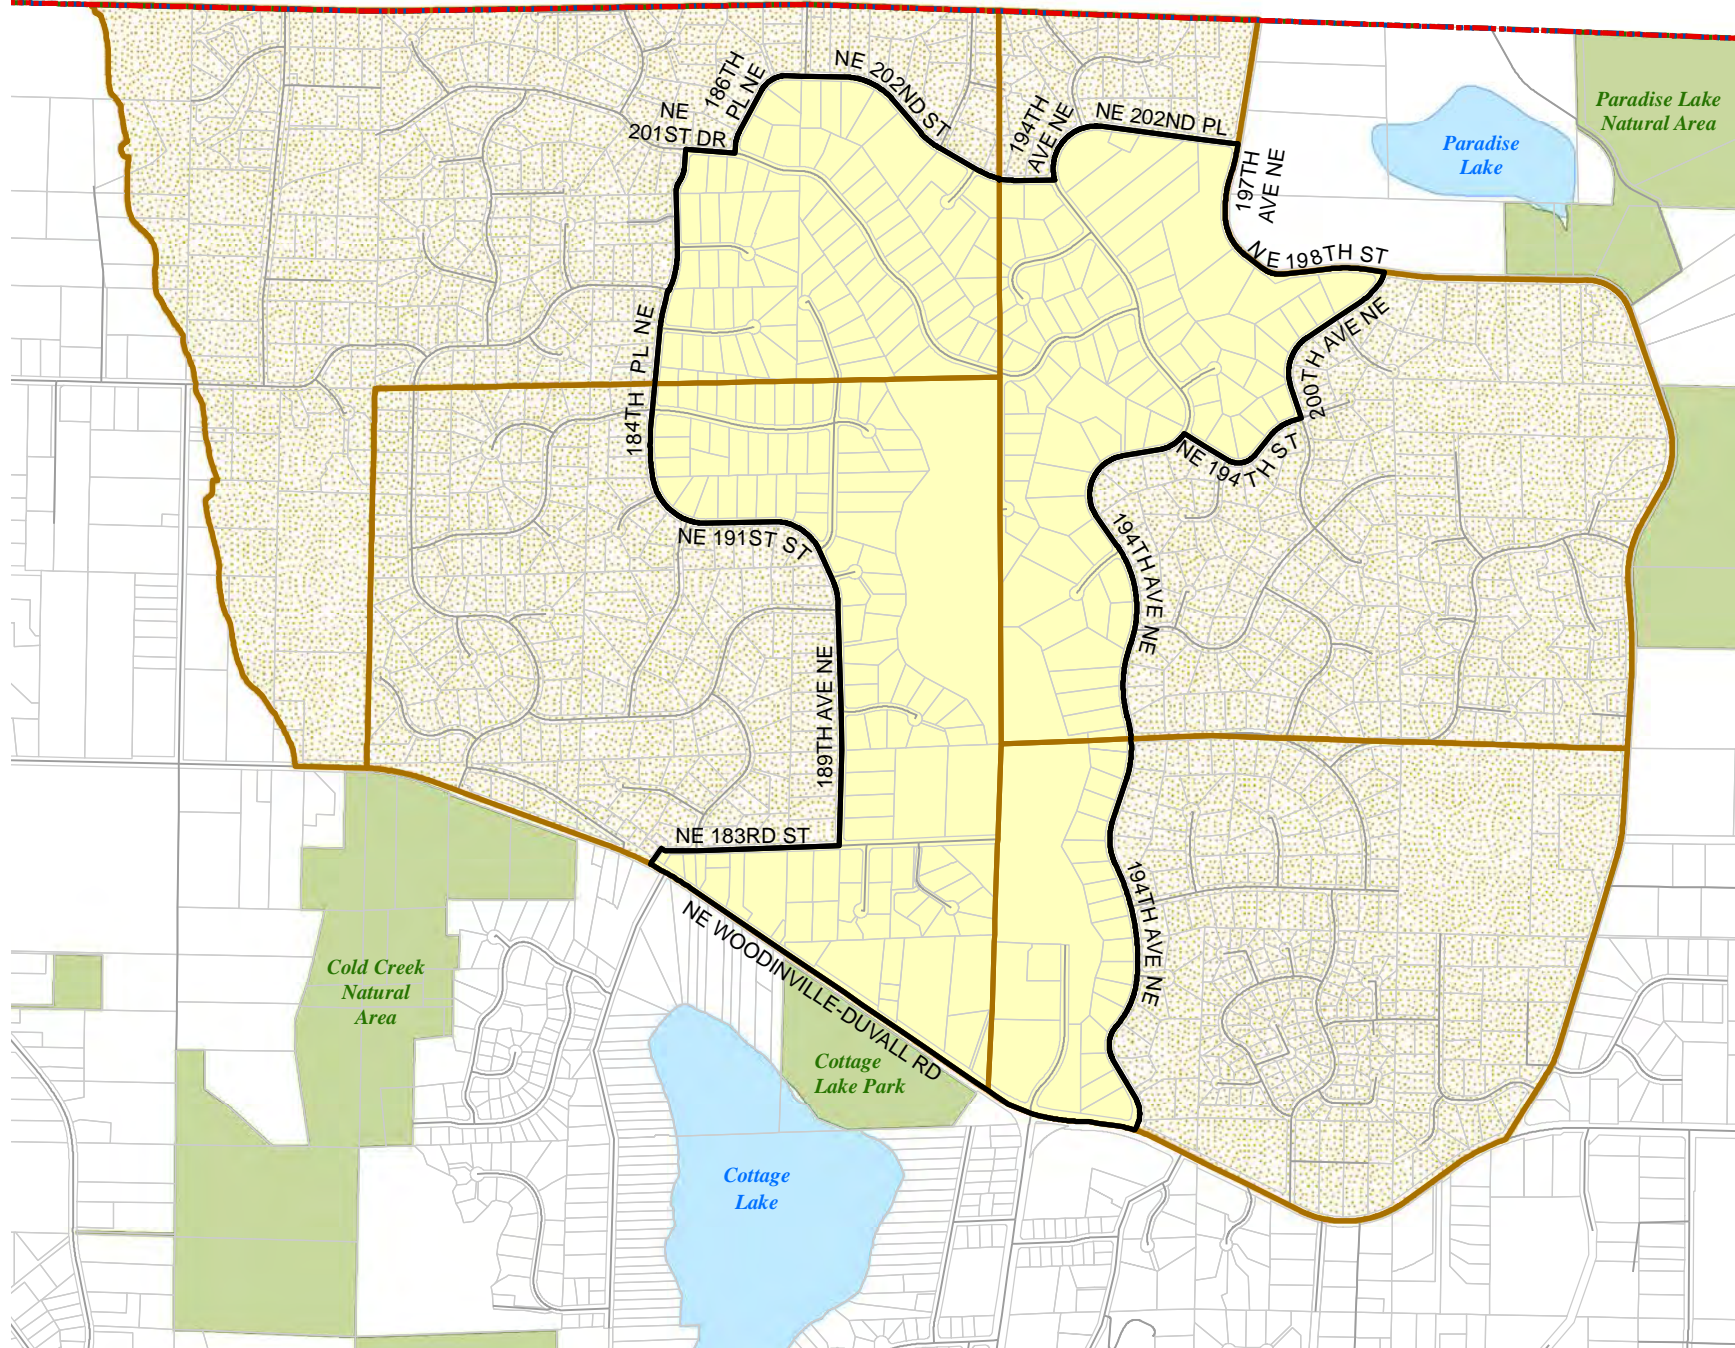 NE 202ND ST
186TH
PL NE
NE
201ST DR
194TH
AVE NE
NE 202ND PL
197TH
AVE NE
Paradise Lake
Natural Area
Paradise
Lake
NE 198TH ST
200TH AVE NE
184TH PL NE
NE 194TH ST
NE 191ST ST
194TH AVE NE
189TH AVE NE
NE 183RD ST
194TH AVE NE
NE WOODINVILLE-DUVALL RD
Cold Creek
Natural
Area
Cottage
Lake Park
Cottage
Lake